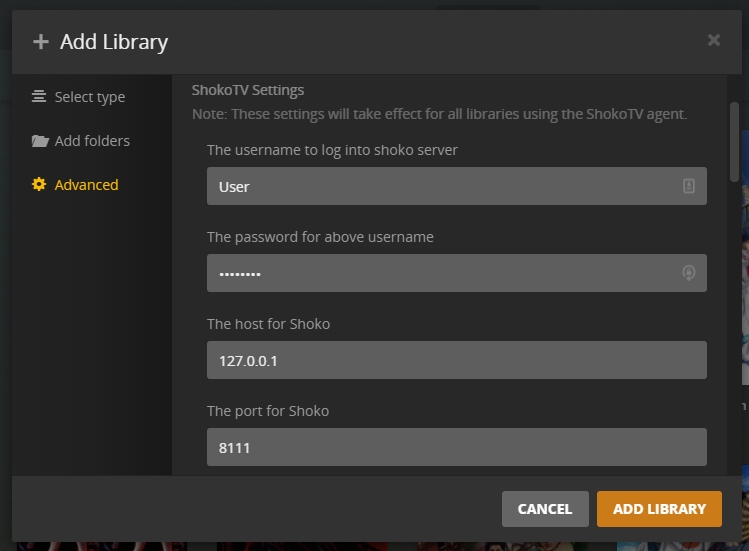 Add Library
Select type
Add folders
Advanced
ShokoTV Settings
Note: These settings will take effect for all libraries using the ShokoTV agent.
The username to log into shoko server
User
The password for above username
••••••••
The host for Shoko
127.0.0.1
The port for Shoko
8111
CANCEL
ADD LIBRARY